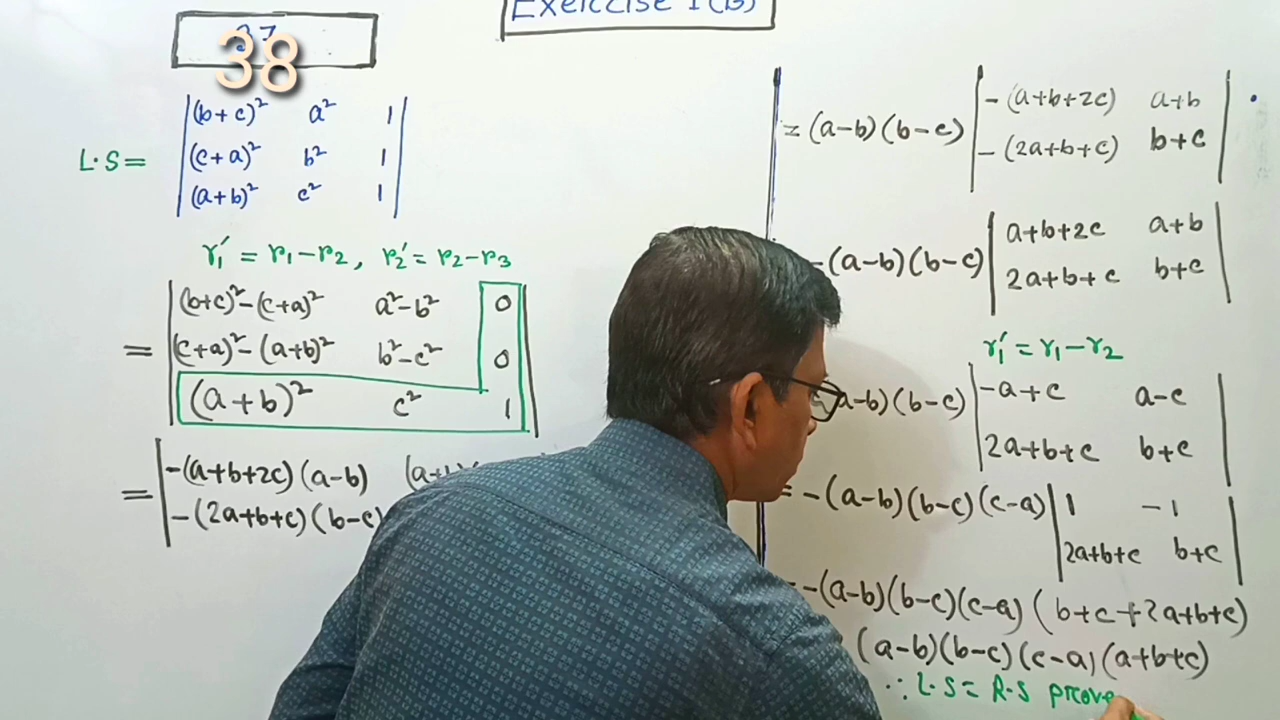 Exercise 1(B)
38
L.S = | (b+c)² a² 1 |
| (c+a)² b² 1 |
| (a+b)² c² 1 |
r₁′ = r₁-r₂, r₂′ = r₂-r₃
= | (b+c)²-(c+a)² a²-b² 0 |
| (c+a)²-(a+b)² b²-c² 0 |
| (a+b)² c² 1 |
= | -(a+b+2c)(a-b)
| -(2a+b+c)(b-c)
= (a-b)(b-c) | -(a+b+2c) a+b |
| -(2a+b+c) b+c |
-(a-b)(b-c) | a+b+2c a+b |
| 2a+b+c b+c |
r₁′ = r₁-r₂
a-b)(b-c) | -a+c a-c |
| 2a+b+c b+c |
= -(a-b)(b-c)(c-a) | 1 -1 |
| 2a+b+c b+c |
= -(a-b)(b-c)(c-a)(b+c+2a+b+c)
(a-b)(b-c)(c-a)(a+b+c)
∴ L.S = R.S prove